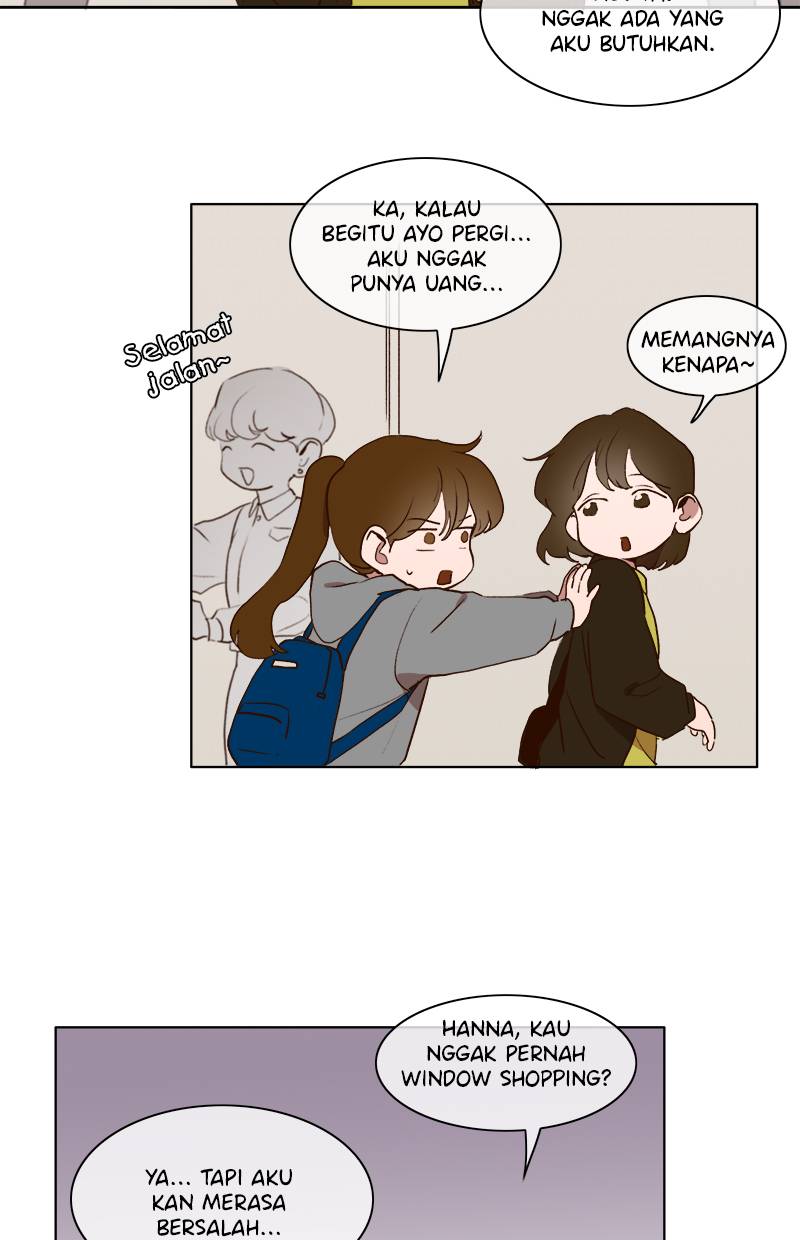 NGGAK ADA YANG
AKU BUTUHKAN.
KA, KALAU
BEGITU AYO PERGI...
AKU NGGAK
PUNYA UANG...
MEMANGNYA
KENAPA~
Selamat
jalan~
HANNA, KAU
NGGAK PERNAH
WINDOW SHOPPING?
YA... TAPI AKU
KAN MERASA
BERSALAH...